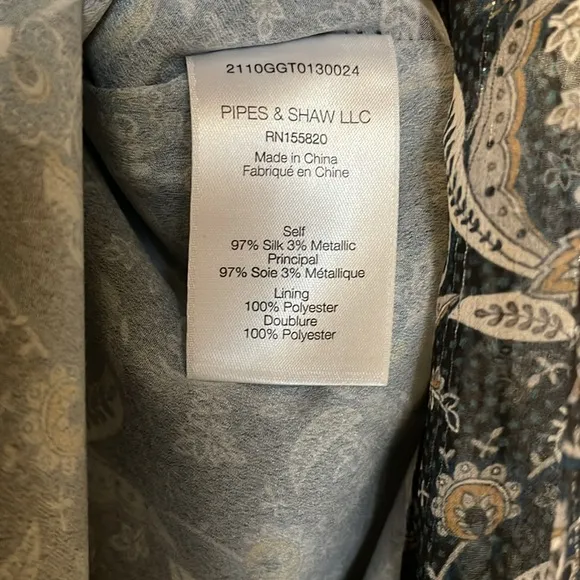 2110GGT0130024
PIPES & SHAW LLC
RN155820
Made in China
Fabriqué en Chine
Self
97% Silk 3% Metallic
Principal
97% Soie 3% Métallique
Lining
100% Polyester
Doublure
100% Polyester